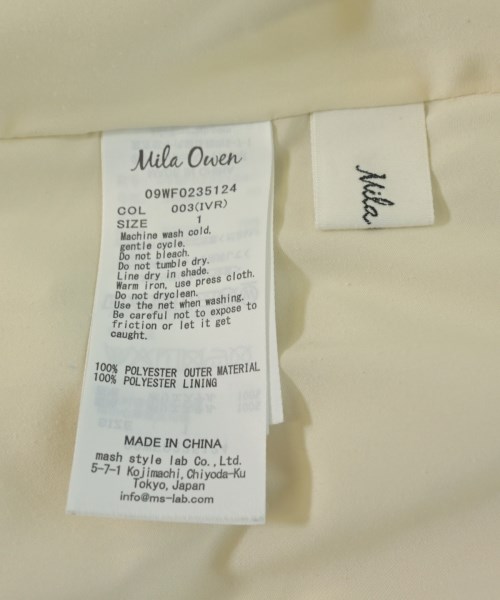 Mila Owen
09WF0235124
COL 003(IVR)
SIZE 1
Machine wash cold,
gentle cycle.
Do not bleach.
Do not tumble dry.
Line dry in shade.
Warm iron, use press cloth.
Do not dryclean.
Use the net when washing.
Be careful not to expose to
friction or let it get
caught.
100% POLYESTER OUTER MATERIAL
100% POLYESTER LINING
MADE IN CHINA
mash style lab Co., Ltd.
5-7-1 Kojimachi, Chiyoda-Ku
Tokyo, Japan
info@ms-lab.com
Mila